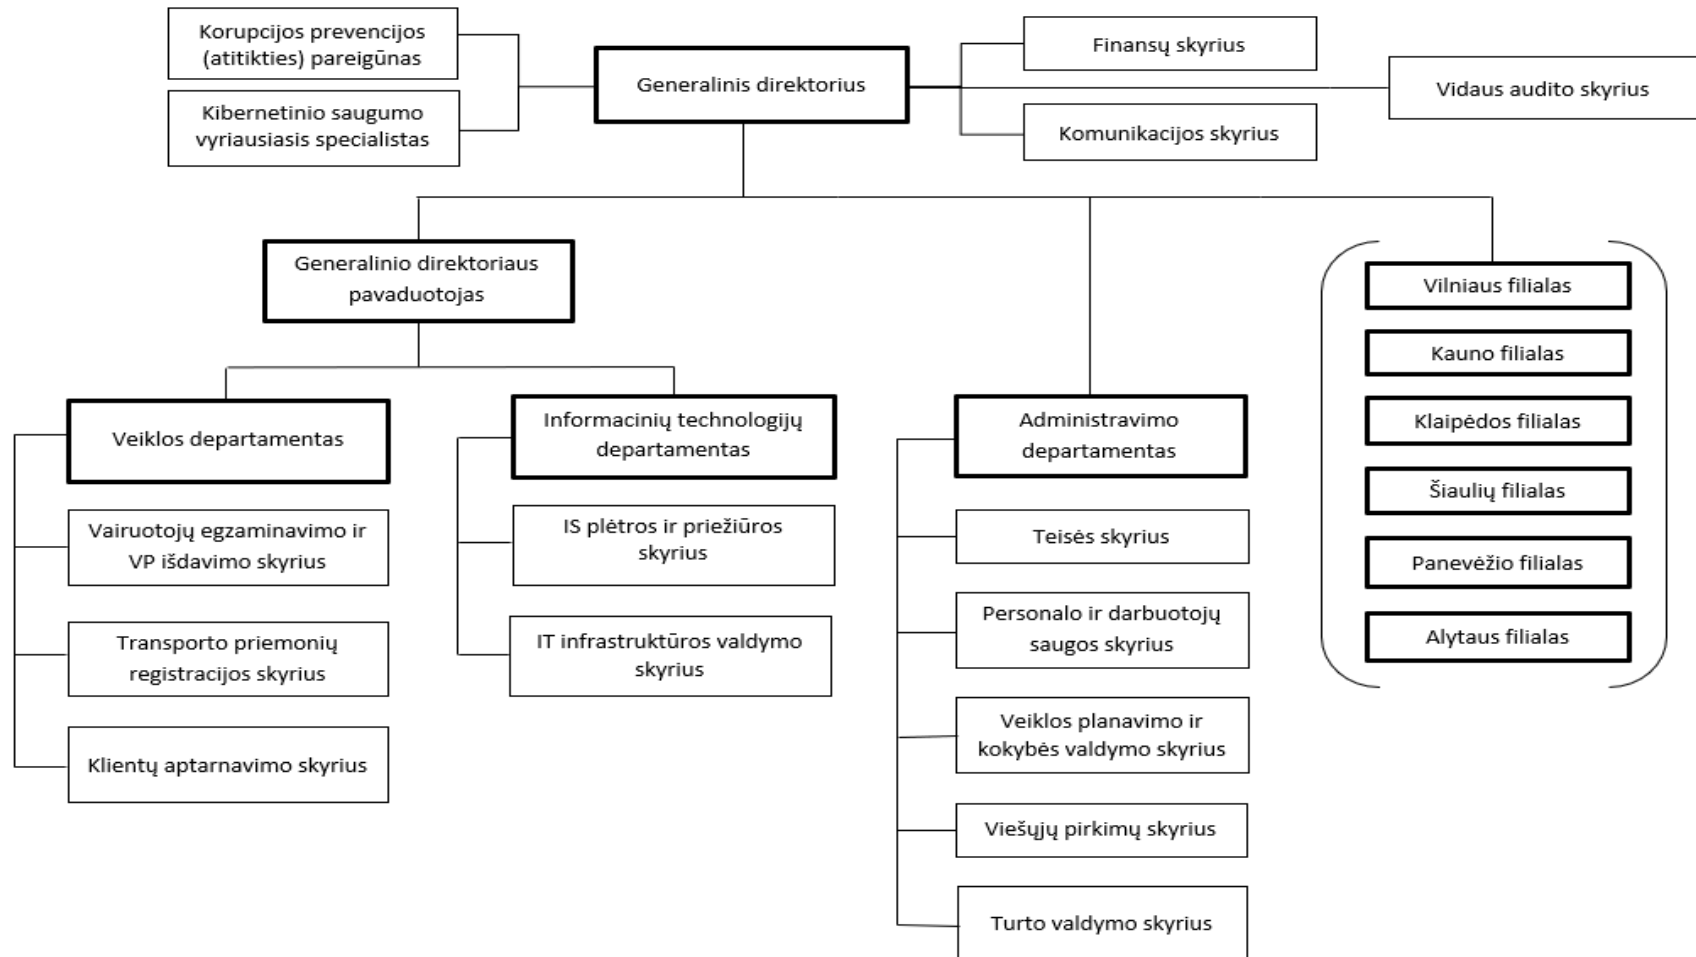 Korupcijos prevencijos
(atitikties) pareigūnas
Kibernetinio saugumo
vyriausiasis specialistas
Generalinis direktorius
Finansų skyrius
Komunikacijos skyrius
Vidaus audito skyrius
Generalinio direktoriaus
pavaduotojas
Veiklos departamentas
Vairuotojų egzaminavimo ir
VP išdavimo skyrius
Transporto priemonių
registracijos skyrius
Klientų aptarnavimo skyrius
Informacinių technologijų
departamentas
IS plėtros ir priežiūros
skyrius
IT infrastruktūros valdymo
skyrius
Administravimo
departamentas
Teisės skyrius
Personalo ir darbuotojų
saugos skyrius
Veiklos planavimo ir
kokybės valdymo skyrius
Viešųjų pirkimų skyrius
Turto valdymo skyrius
Vilniaus filialas
Kauno filialas
Klaipėdos filialas
Šiaulių filialas
Panevėžio filialas
Alytaus filialas